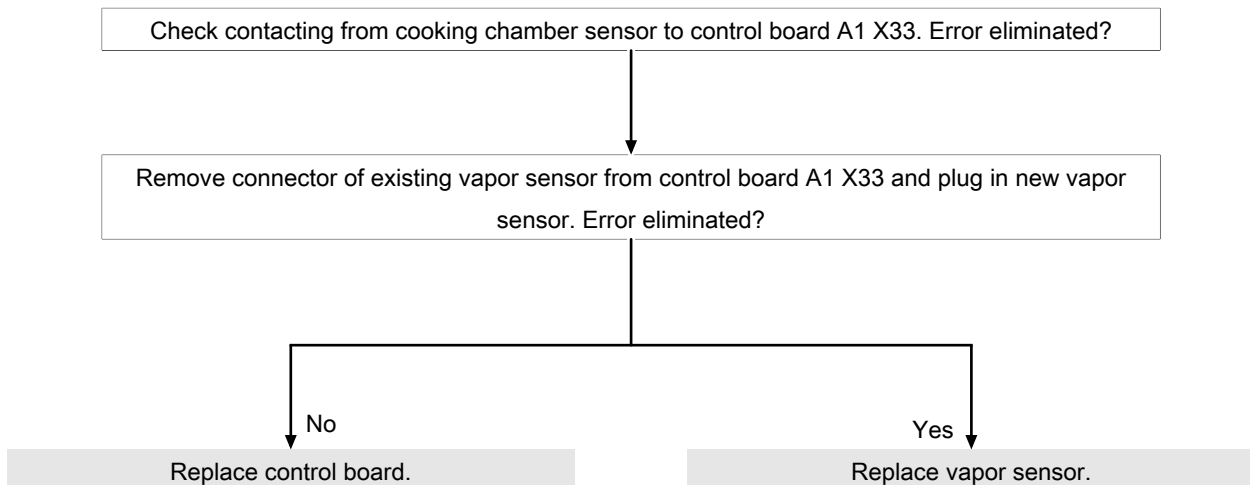 Check contacting from cooking chamber sensor to control board A1 X33. Error eliminated?
Remove connector of existing vapor sensor from control board A1 X33 and plug in new vapor
sensor. Error eliminated?
No
Yes
Replace control board.
Replace vapor sensor.